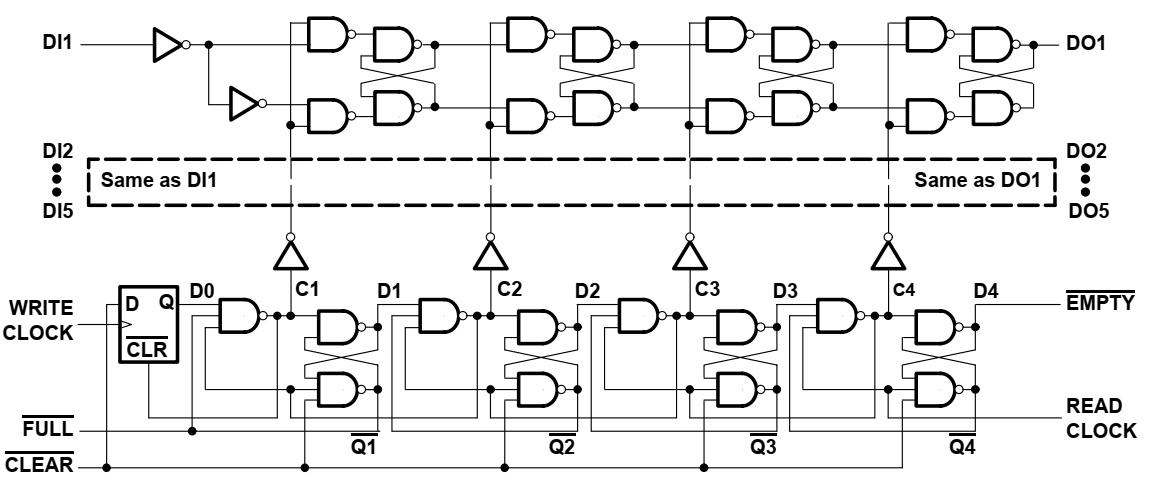 DI1
DO1
DI2
DO2
Same as DI1
Same as DO1
DI5
DO5
WRITE
CLOCK
D
Q
CLR
D0
C1
D1
C2
D2
C3
D3
C4
D4
EMPTY
FULL
CLEAR
Q1
Q2
Q3
Q4
READ
CLOCK